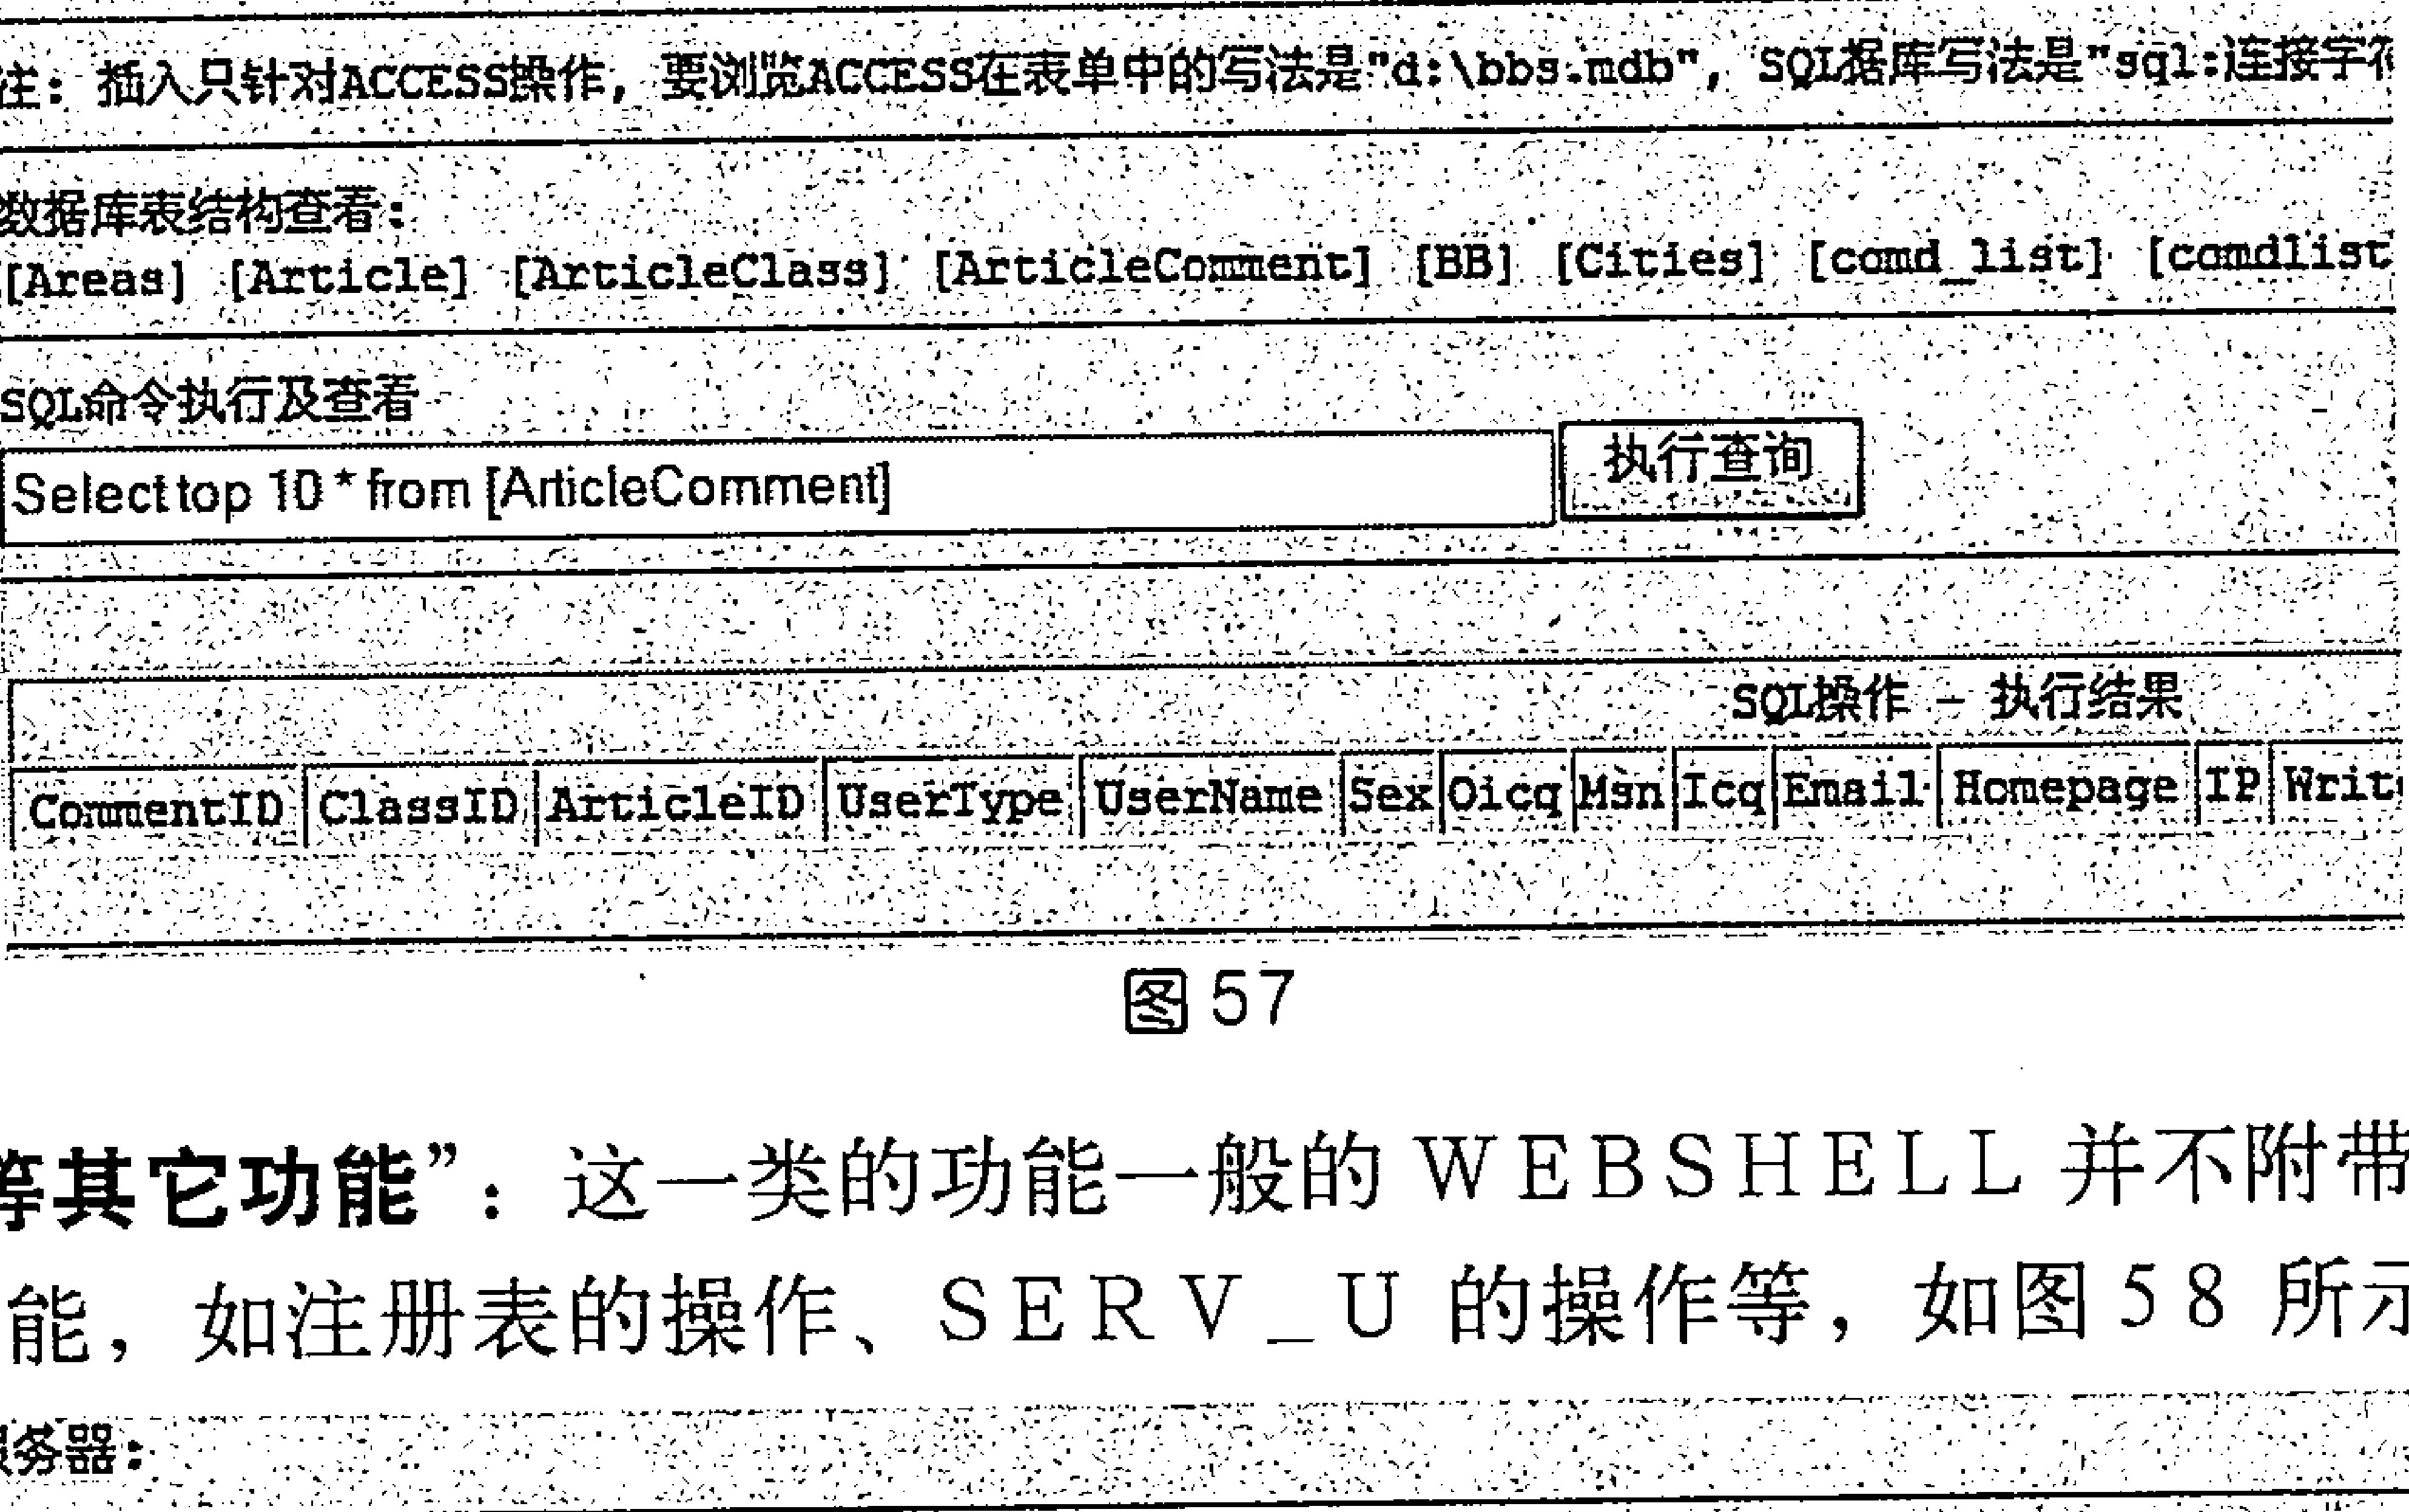 注：插入只针对ACCESS操作，要浏览ACCESS在表单中的写法是"d:\bbs.mdb"，SQL据库写法是"sql:连接字符
数据库表结构查看：
[Areas] [Article] [ArticleClass] [ArticleComment] [BB] [Cities] [comd_list] [comdlist
SQL命令执行及查看
Select top 10 * from [ArticleComment] 执行查询
SQL操作 - 执行结果
CommentID ClassID ArticleID UserType UserName Sex Oicq Msn Icq Email Homepage IP Write
图 57
等其它功能”：这一类的功能一般的 WEBSHELL 并不附带
能，如注册表的操作、SERV_U 的操作等，如图 58 所示
服务器：